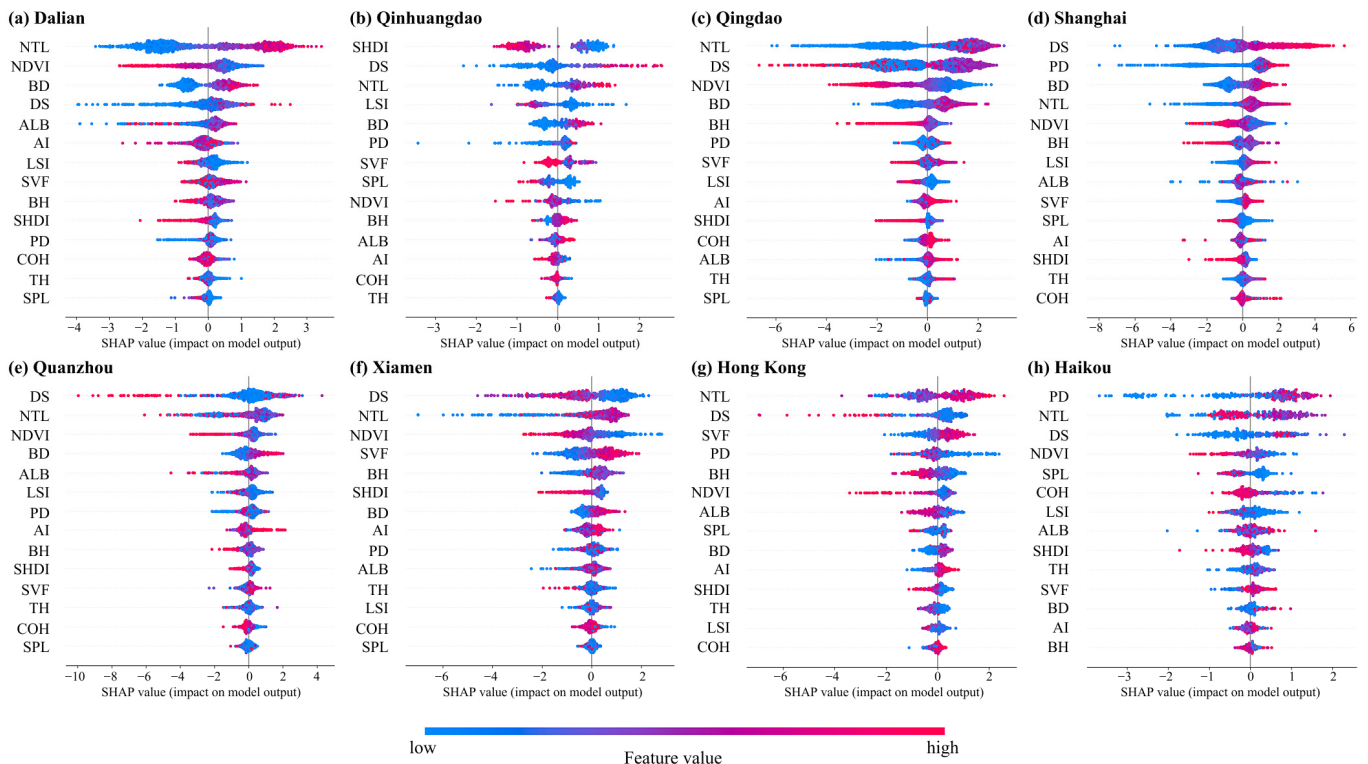 (a) Dalian
NTL
NDVI
BD
DS
ALB
AI
LSI
SVF
BH
SHDI
PD
COH
TH
SPL
−4 −3 −2 −1 0 1 2 3
SHAP value (impact on model output)
(b) Qinhuangdao
SHDI
DS
NTL
LSI
BD
PD
SVF
SPL
NDVI
BH
ALB
AI
COH
TH
−3 −2 −1 0 1 2
SHAP value (impact on model output)
(c) Qingdao
NTL
DS
NDVI
BD
BH
PD
SVF
LSI
AI
SHDI
COH
ALB
TH
SPL
−6 −4 −2 0 2
SHAP value (impact on model output)
(d) Shanghai
DS
PD
BD
NTL
NDVI
BH
LSI
ALB
SVF
SPL
AI
SHDI
TH
COH
−8 −6 −4 −2 0 2 4 6
SHAP value (impact on model output)
(e) Quanzhou
DS
NTL
NDVI
BD
ALB
LSI
PD
AI
BH
SHDI
SVF
TH
COH
SPL
−10 −8 −6 −4 −2 0 2 4
SHAP value (impact on model output)
(f) Xiamen
DS
NTL
NDVI
SVF
BH
SHDI
BD
AI
PD
ALB
TH
LSI
COH
SPL
−6 −4 −2 0 2
SHAP value (impact on model output)
(g) Hong Kong
NTL
DS
SVF
PD
BH
NDVI
ALB
SPL
BD
AI
SHDI
TH
LSI
COH
−6 −4 −2 0 2
SHAP value (impact on model output)
(h) Haikou
PD
NTL
DS
NDVI
SPL
COH
LSI
ALB
SHDI
TH
SVF
BD
AI
BH
−3 −2 −1 0 1 2
SHAP value (impact on model output)
low
high
Feature value